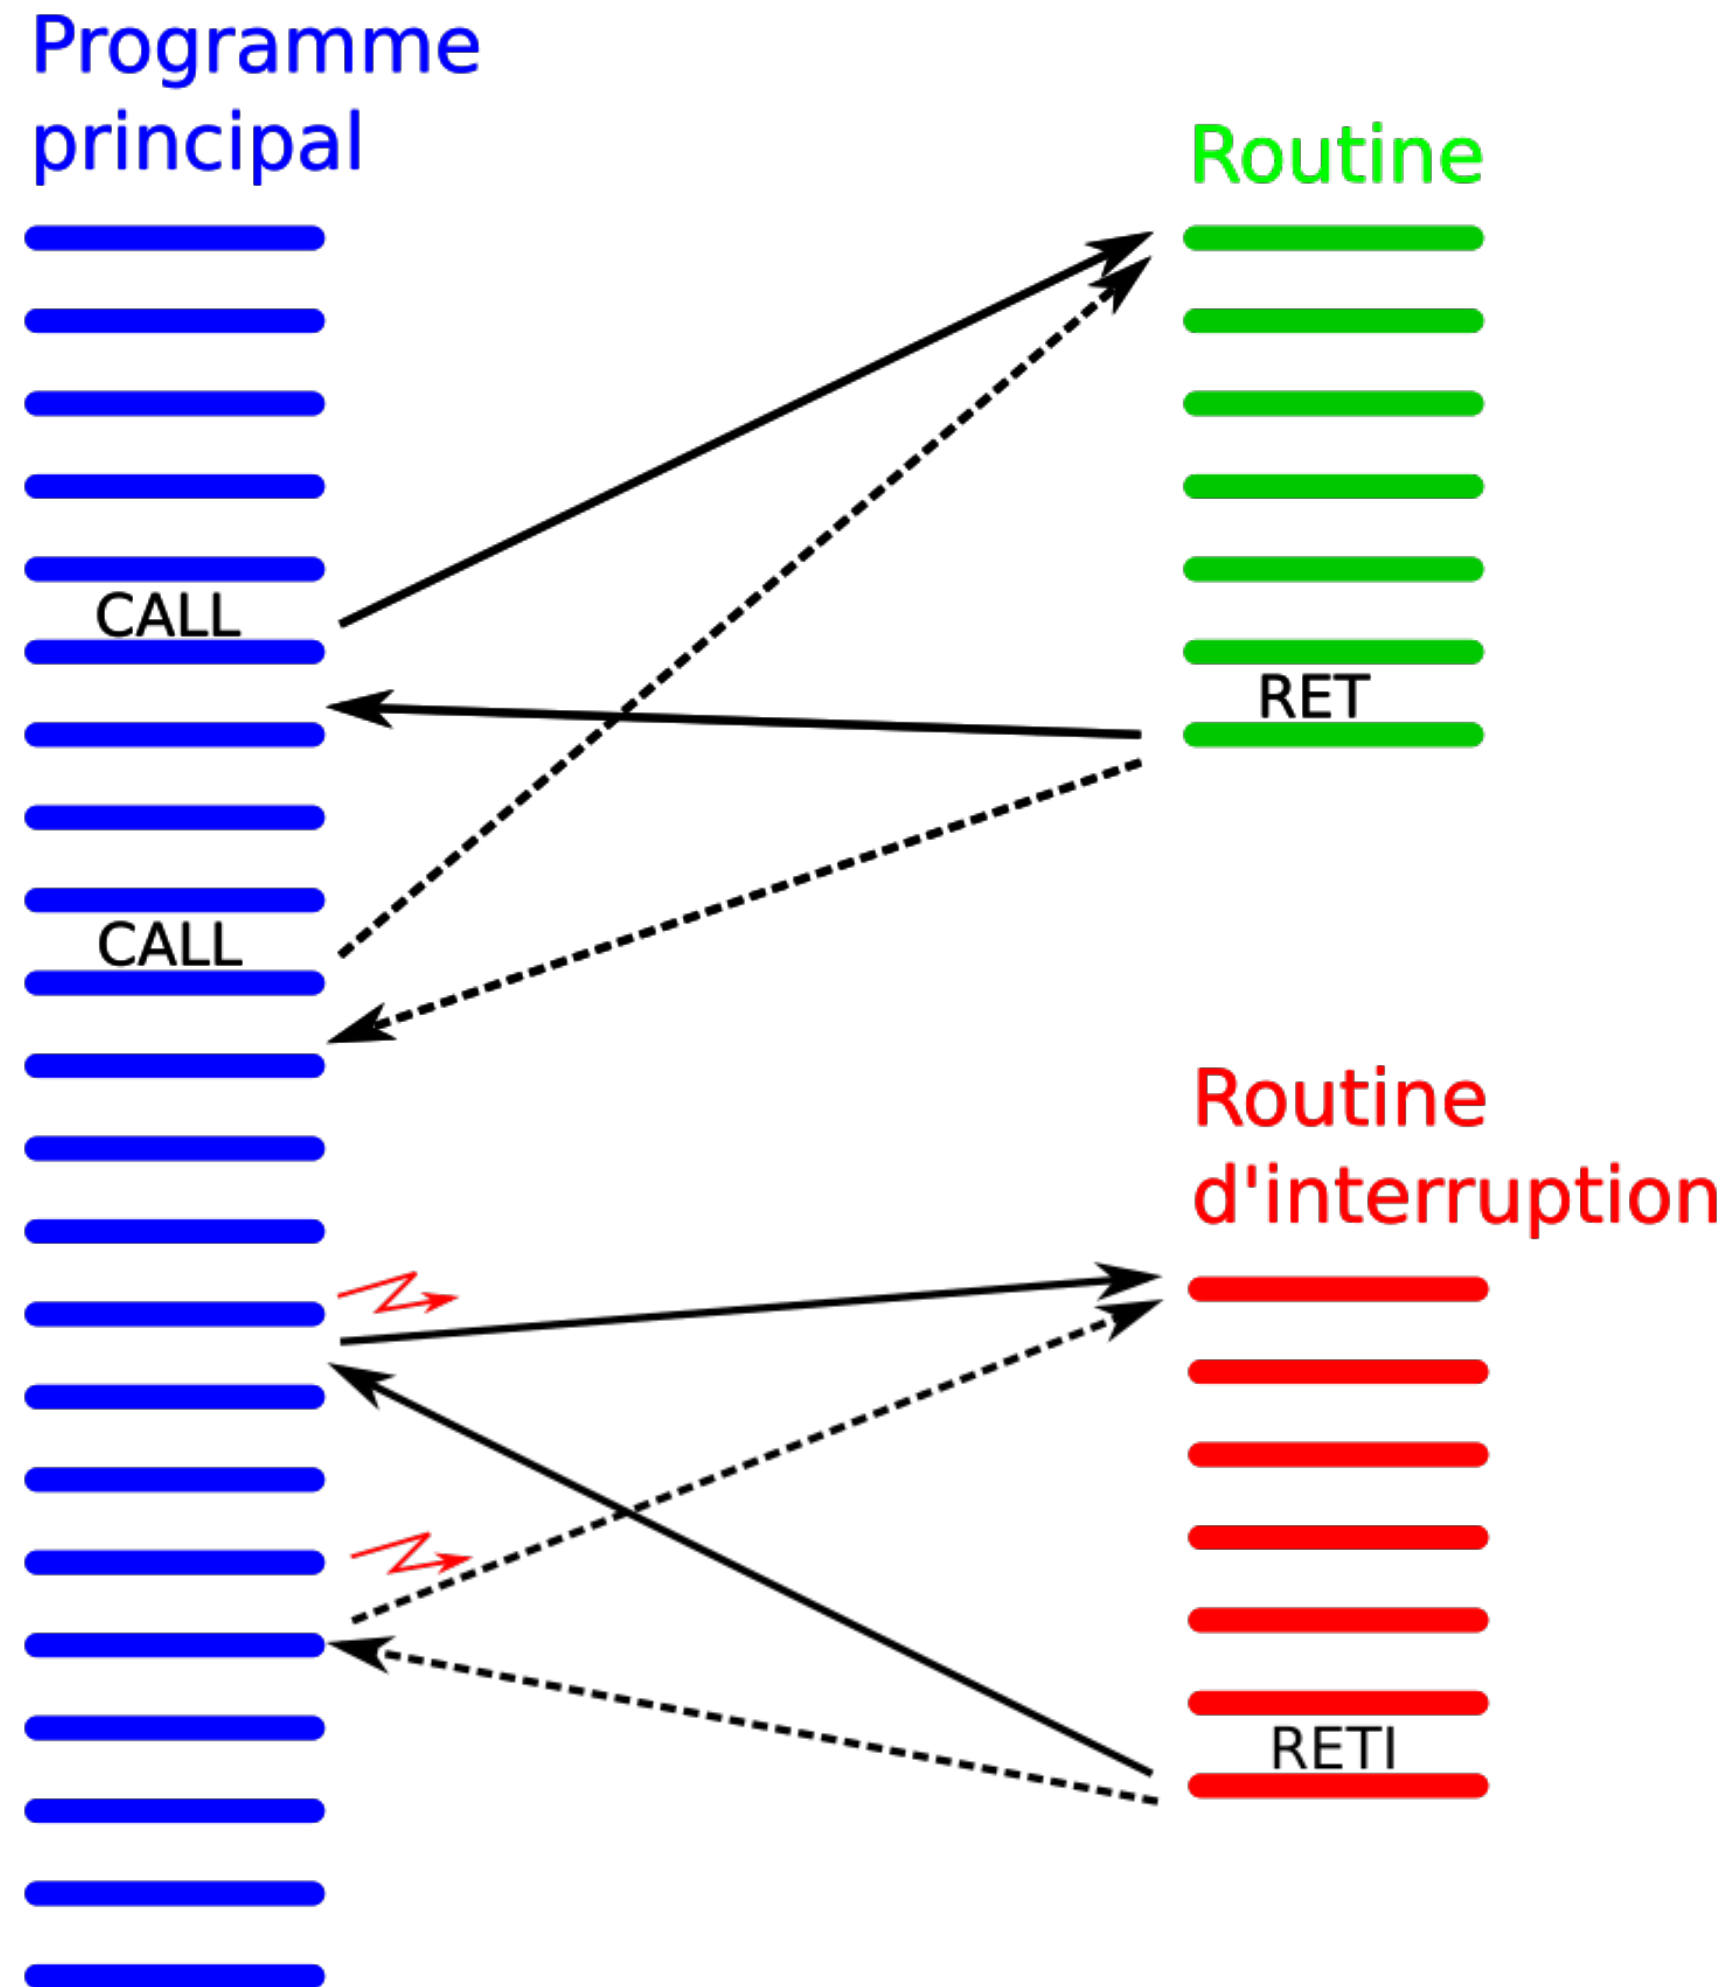 Programme
principal
Routine
CALL
RET
CALL
Routine
d'interruption
RETI